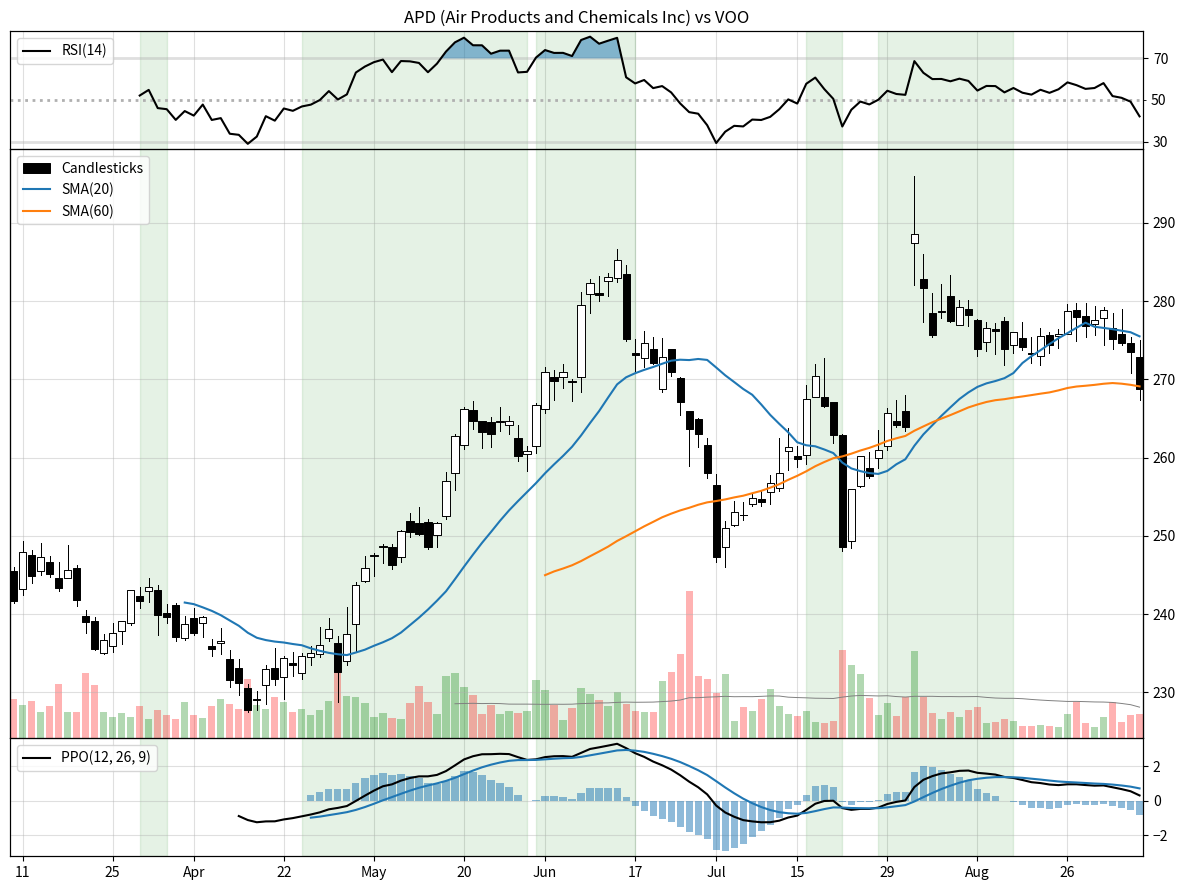 APD (Air Products and Chemicals Inc) vs VOO
RSI(14)
70
50
30
Candlesticks
SMA(20)
SMA(60)
290
280
270
260
250
240
230
PPO(12, 26, 9)
2
0
−2
11 25 Apr 22 May 20 Jun 17 Jul 15 29 Aug 26